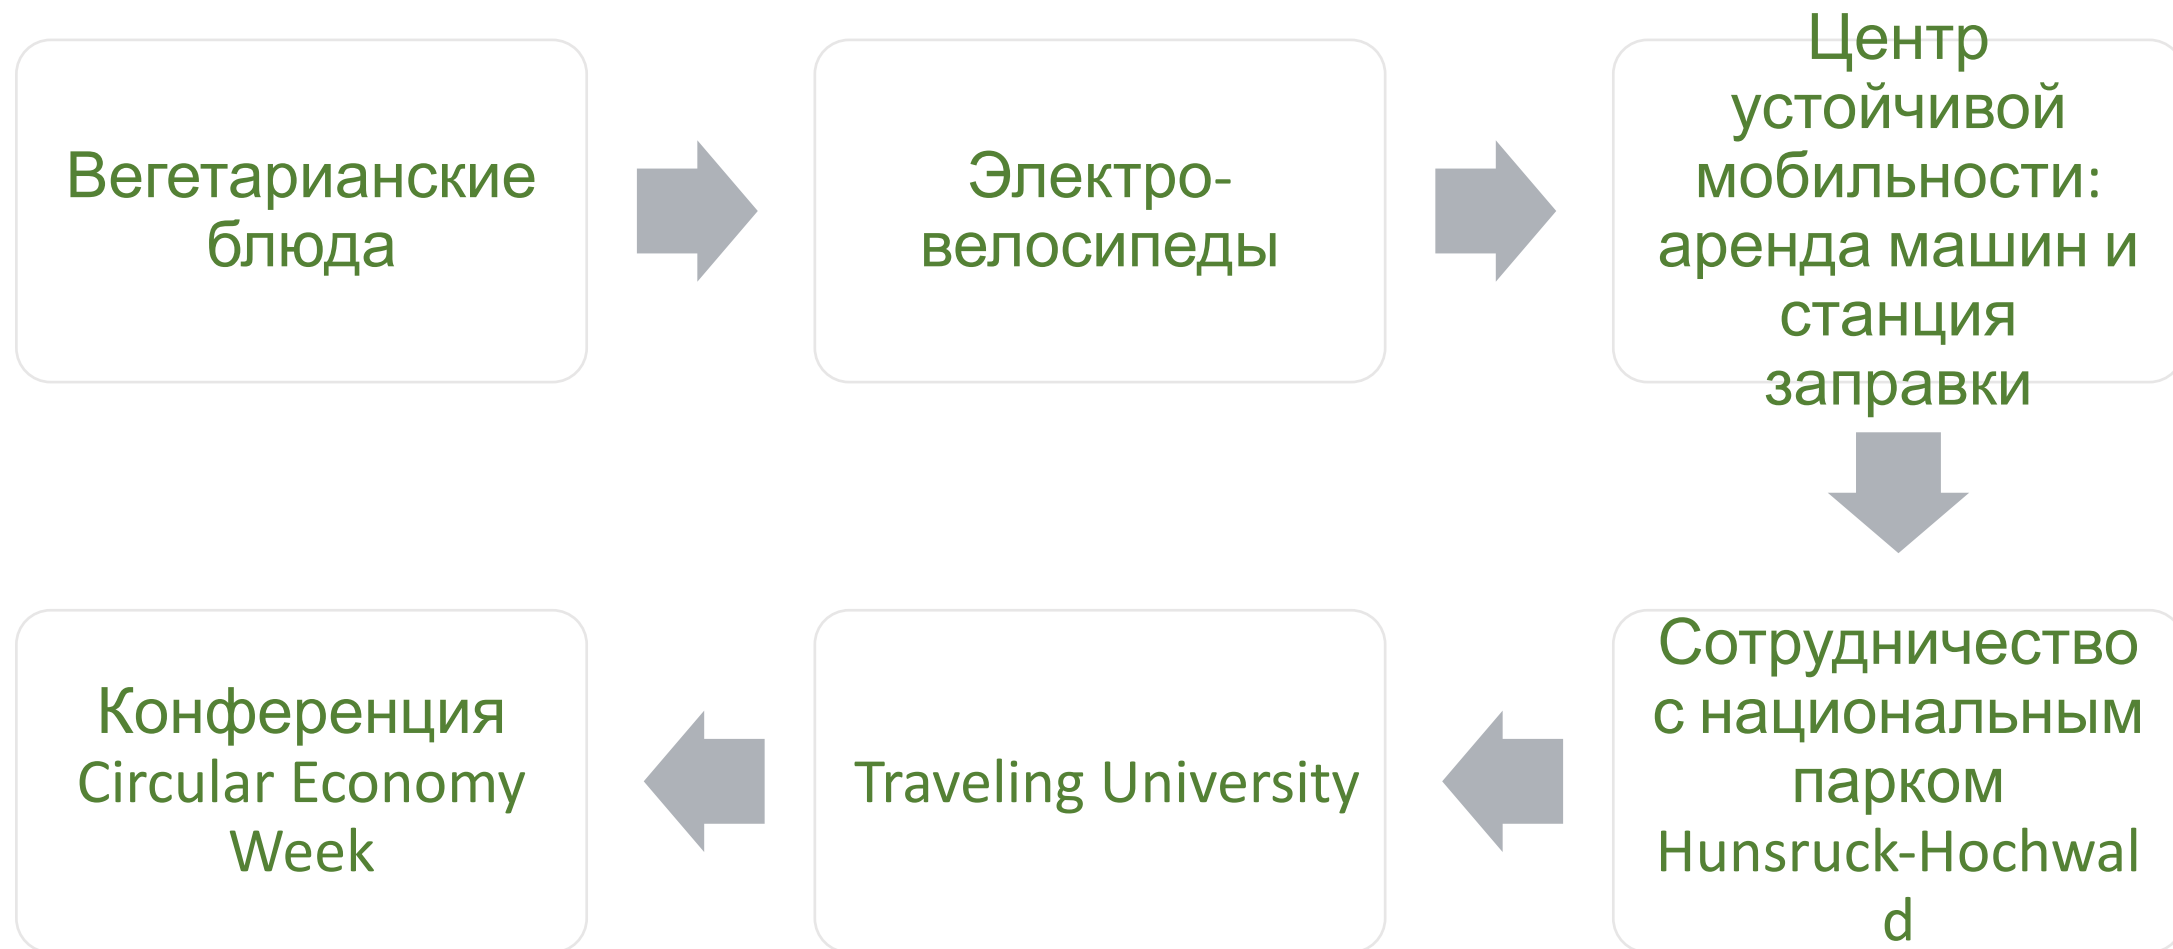 Вегетарианские
блюда
Электро-
велосипеды
Центр
устойчивой
мобильности:
аренда машин и
станция
заправки
Сотрудничество
с национальным
парком
Hunsruck-Hochwal
d
Traveling University
Конференция
Circular Economy
Week